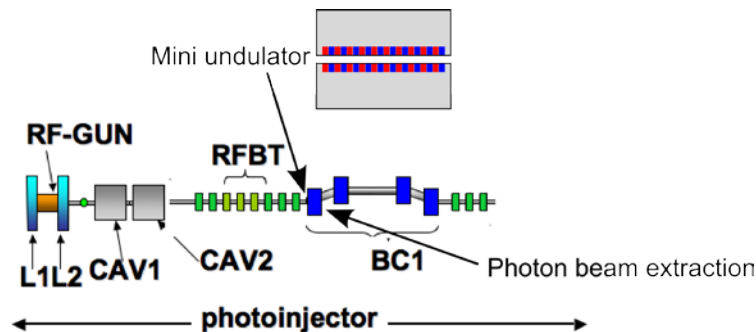 Mini undulator
RF-GUN
RFBT
L1L2
CAV1
CAV2
BC1
Photon beam extraction
photoinjector